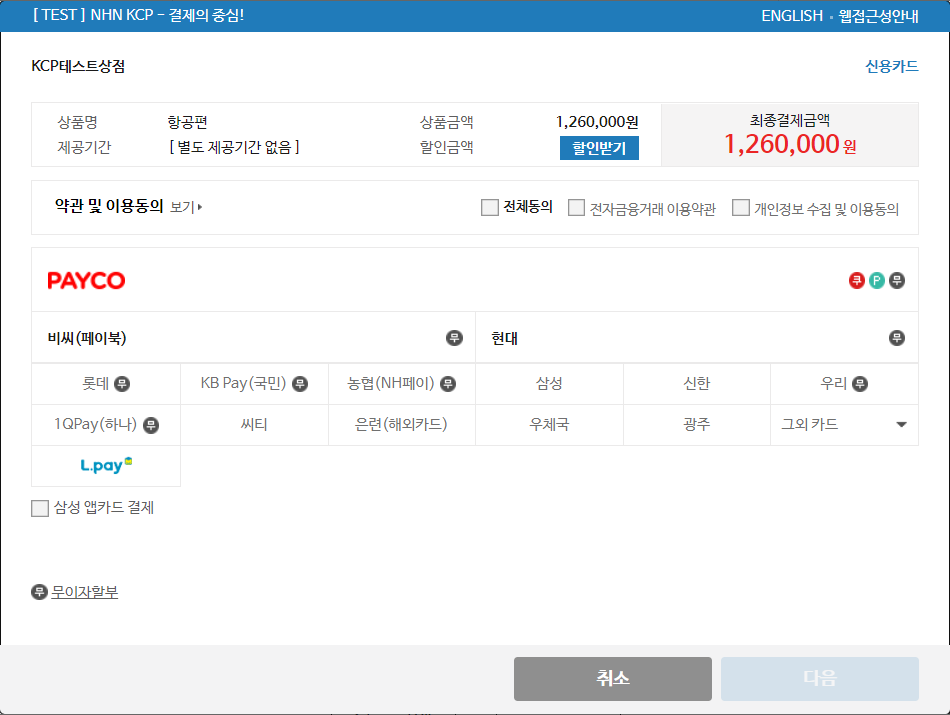 [ TEST ] NHN KCP - 결제의 중심!
ENGLISH 웹접근성안내
KCP테스트상점
신용카드
상품명 항공편 상품금액 1,260,000원
제공기간 [ 별도 제공기간 없음 ] 할인금액 할인받기
최종결제금액
1,260,000 원
약관 및 이용동의 보기 전체동의 전자금융거래 이용약관 개인정보 수집 및 이용동의
PAYCO 쿠 P 무
비씨(페이북) 무 현대 무
롯데 무 KB Pay(국민) 무 농협(NH페이) 무 삼성 신한 우리 무
1QPay(하나) 무 씨티 은련(해외카드) 우체국 광주 그외 카드
L.pay
삼성 앱카드 결제
무 무이자할부
취소 다음